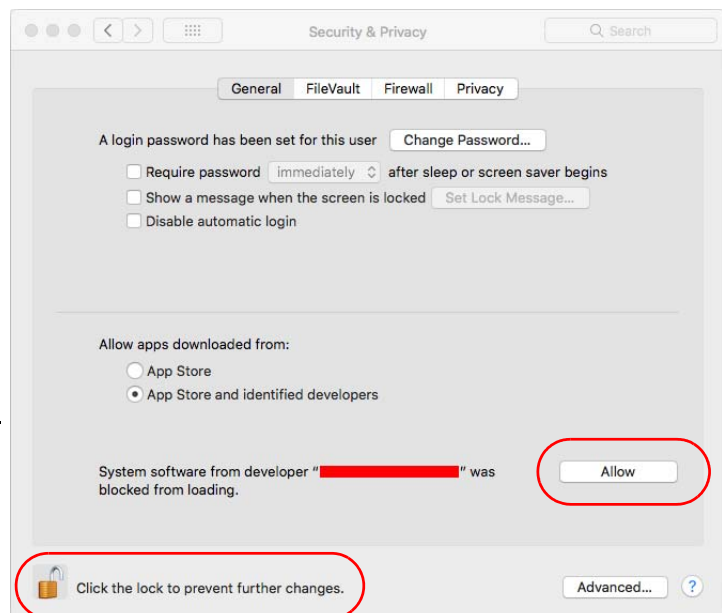 Security & Privacy
Search
General FileVault Firewall Privacy
A login password has been set for this user Change Password...
Require password immediately after sleep or screen saver begins
Show a message when the screen is locked Set Lock Message...
Disable automatic login
Allow apps downloaded from:
App Store
App Store and identified developers
System software from developer “ ” was
blocked from loading.
Allow
Click the lock to prevent further changes.
Advanced... ?